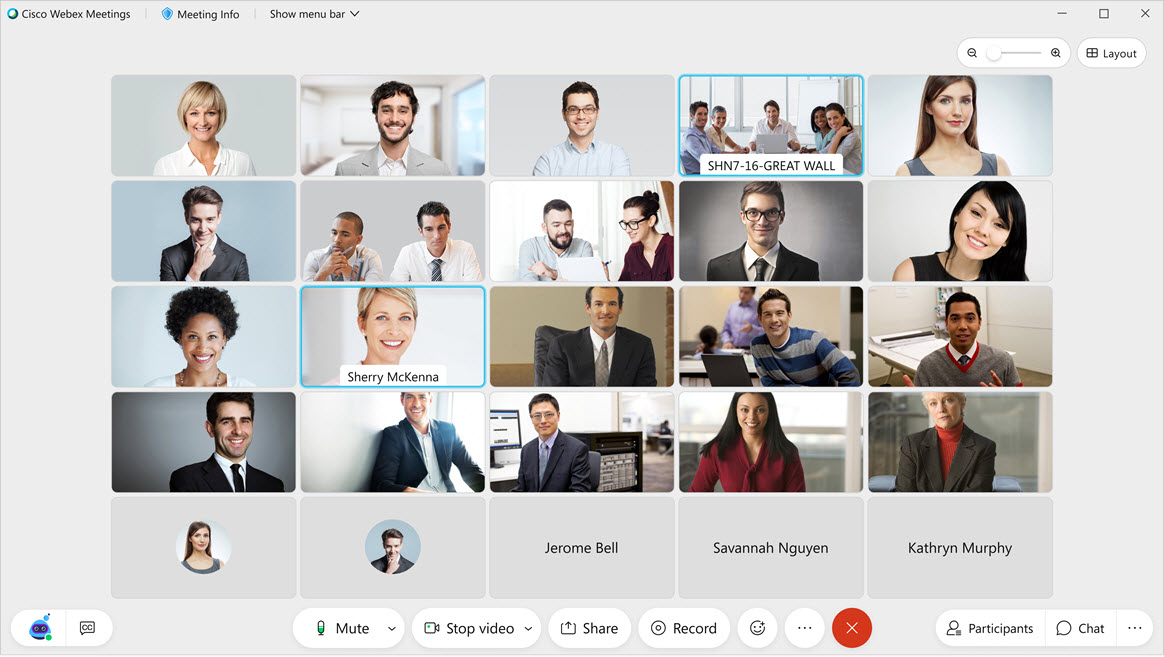 Cisco Webex Meetings
Meeting Info
Show menu bar
Layout
SHN7-16-GREAT WALL
Sherry McKenna
Jerome Bell
Savannah Nguyen
Kathryn Murphy
CC
Mute
Stop video
Share
Record
Participants
Chat